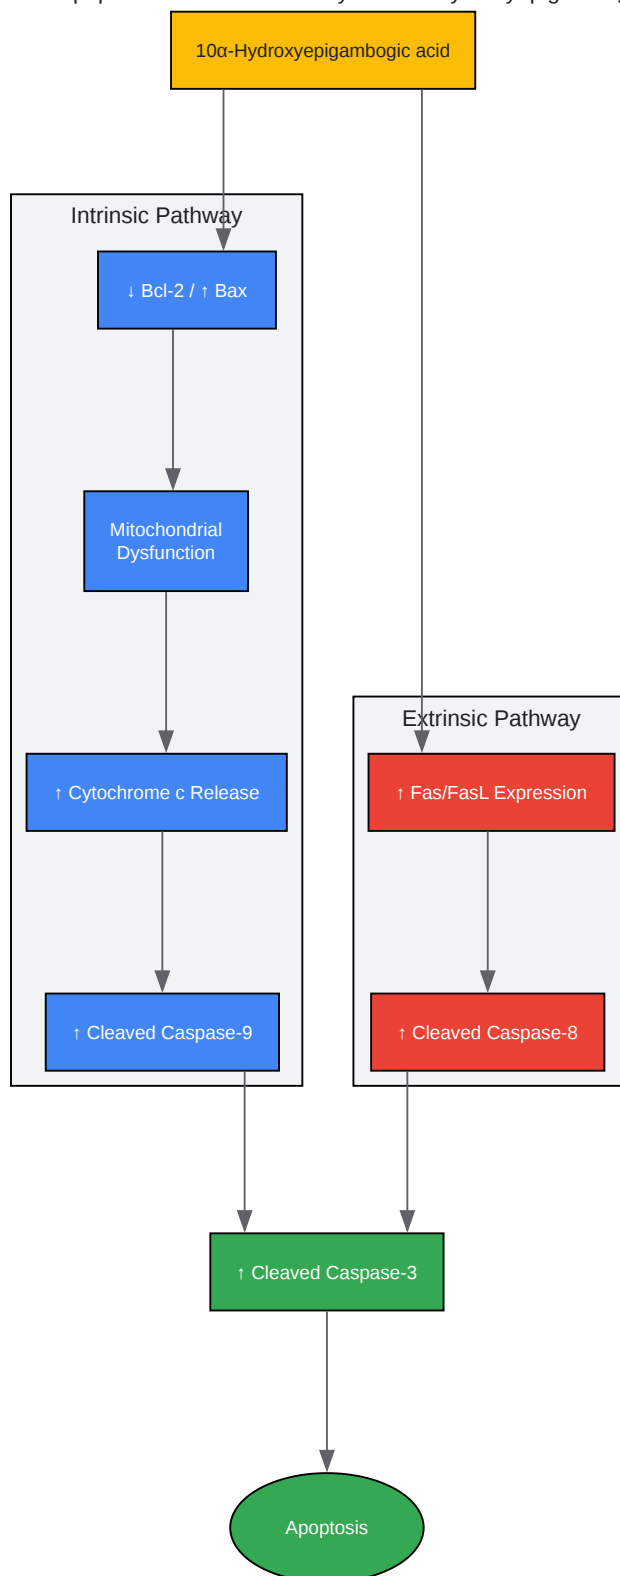 10α-Hydroxyepigambogic acid
Intrinsic Pathway
↓ Bcl-2 / ↑ Bax
Mitochondrial
Dysfunction
↑ Cytochrome c Release
↑ Cleaved Caspase-9
Extrinsic Pathway
↑ Fas/FasL Expression
↑ Cleaved Caspase-8
↑ Cleaved Caspase-3
Apoptosis